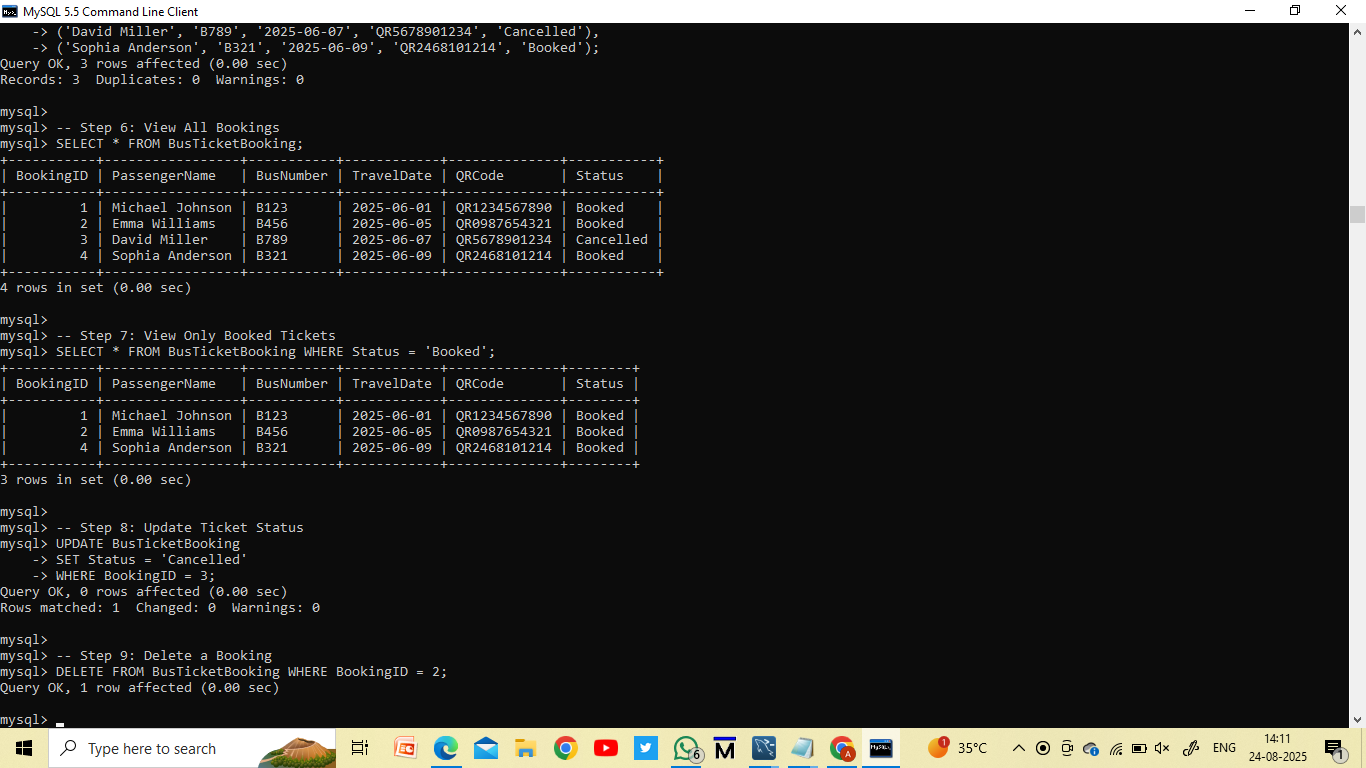 MySQL 5.5 Command Line Client
    -> ('David Miller', 'B789', '2025-06-07', 'QR5678901234', 'Cancelled'),
    -> ('Sophia Anderson', 'B321', '2025-06-09', 'QR2468101214', 'Booked');
Query OK, 3 rows affected (0.00 sec)
Records: 3  Duplicates: 0  Warnings: 0
mysql>
mysql> -- Step 6: View All Bookings
mysql> SELECT * FROM BusTicketBooking;
+-----------+-----------------+-----------+------------+--------------+-----------+
| BookingID | PassengerName   | BusNumber | TravelDate | QRCode       | Status    |
+-----------+-----------------+-----------+------------+--------------+-----------+
|         1 | Michael Johnson | B123      | 2025-06-01 | QR1234567890 | Booked    |
|         2 | Emma Williams   | B456      | 2025-06-05 | QR0987654321 | Booked    |
|         3 | David Miller    | B789      | 2025-06-07 | QR5678901234 | Cancelled |
|         4 | Sophia Anderson | B321      | 2025-06-09 | QR2468101214 | Booked    |
+-----------+-----------------+-----------+------------+--------------+-----------+
4 rows in set (0.00 sec)
mysql>
mysql> -- Step 7: View Only Booked Tickets
mysql> SELECT * FROM BusTicketBooking WHERE Status = 'Booked';
+-----------+-----------------+-----------+------------+--------------+--------+
| BookingID | PassengerName   | BusNumber | TravelDate | QRCode       | Status |
+-----------+-----------------+-----------+------------+--------------+--------+
|         1 | Michael Johnson | B123      | 2025-06-01 | QR1234567890 | Booked |
|         2 | Emma Williams   | B456      | 2025-06-05 | QR0987654321 | Booked |
|         4 | Sophia Anderson | B321      | 2025-06-09 | QR2468101214 | Booked |
+-----------+-----------------+-----------+------------+--------------+--------+
3 rows in set (0.00 sec)
mysql>
mysql> -- Step 8: Update Ticket Status
mysql> UPDATE BusTicketBooking
    -> SET Status = 'Cancelled'
    -> WHERE BookingID = 3;
Query OK, 0 rows affected (0.00 sec)
Rows matched: 1  Changed: 0  Warnings: 0
mysql>
mysql> -- Step 9: Delete a Booking
mysql> DELETE FROM BusTicketBooking WHERE BookingID = 2;
Query OK, 1 row affected (0.00 sec)
mysql> _
Type here to search
6
M
A
MySQL
1
35°C
ENG
14:11
24-08-2025
1